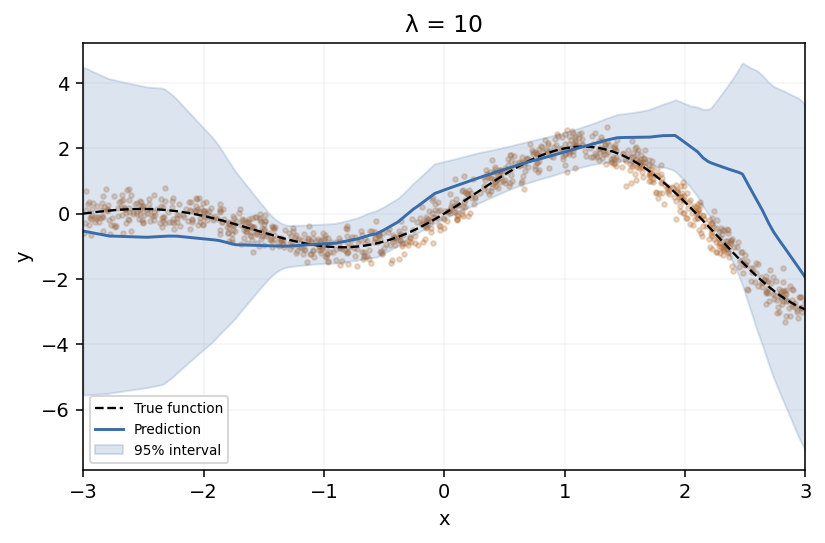 λ = 10
4
2
0
−2
−4
−6
y
True function
Prediction
95% interval
−3
−2
−1
0
1
2
3
x